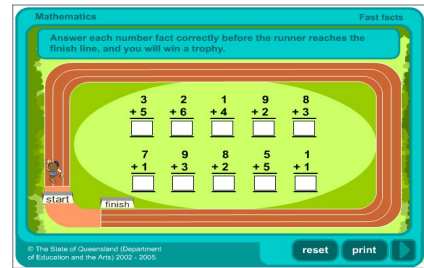 Mathematics Fast facts
Answer each number fact correctly before the runner reaches the
finish line, and you will win a trophy.
3 2 1 9 8
+ 5 + 6 + 4 + 2 + 3
7 9 8 5 1
+ 1 + 3 + 2 + 5 + 1
start finish
© The State of Queensland (Department
of Education and the Arts) 2002 - 2005.
reset print